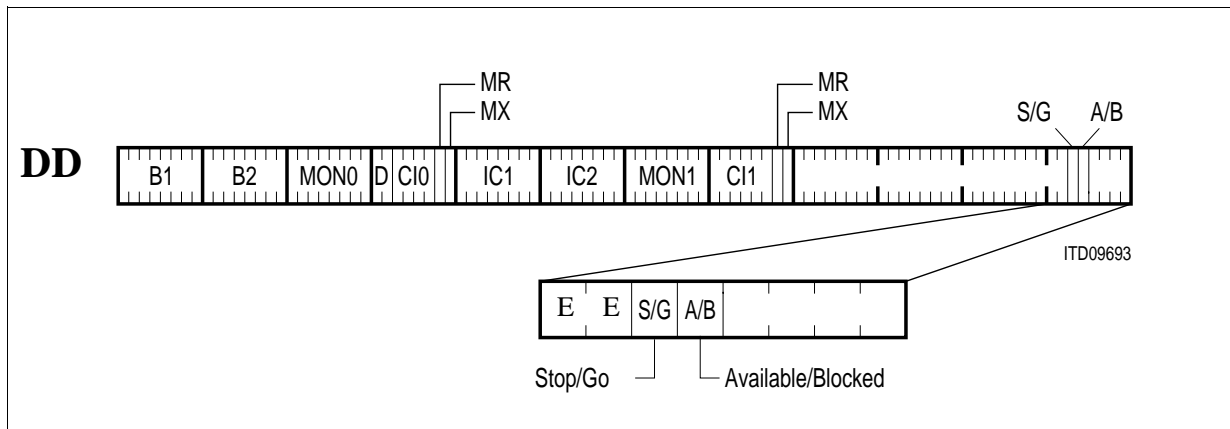 MR
MX
MR
MX
S/G A/B
DD
B1 B2 MON0 D CI0 IC1 IC2 MON1 CI1
ITD09693
E E S/G A/B
Stop/Go
Available/Blocked